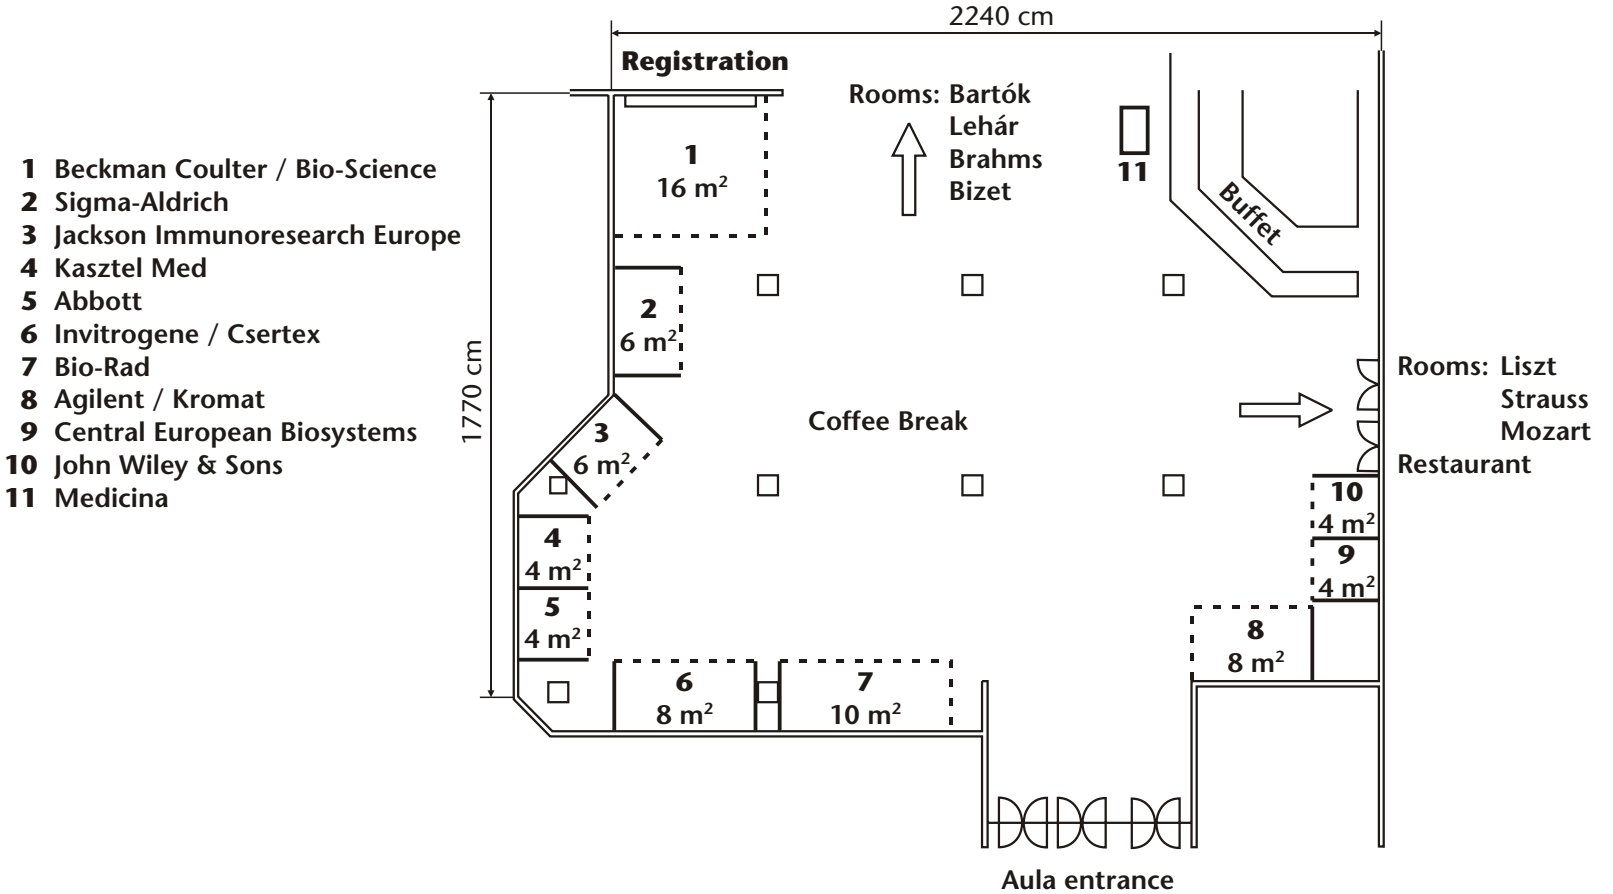 2240 cm
Registration
Rooms: Bartók
Lehár
Brahms
Bizet
11
1
16 m²
Buffet
1 Beckman Coulter / Bio-Science
2 Sigma-Aldrich
3 Jackson Immunoresearch Europe
4 Kasztel Med
5 Abbott
6 Invitrogene / Csertex
7 Bio-Rad
8 Agilent / Kromat
9 Central European Biosystems
10 John Wiley & Sons
11 Medicina
1770 cm
2
6 m²
Rooms: Liszt
Strauss
Mozart
Restaurant
Coffee Break
3
6 m²
10
4 m²
4
4 m²
9
4 m²
5
4 m²
8
8 m²
6
8 m²
7
10 m²
Aula entrance